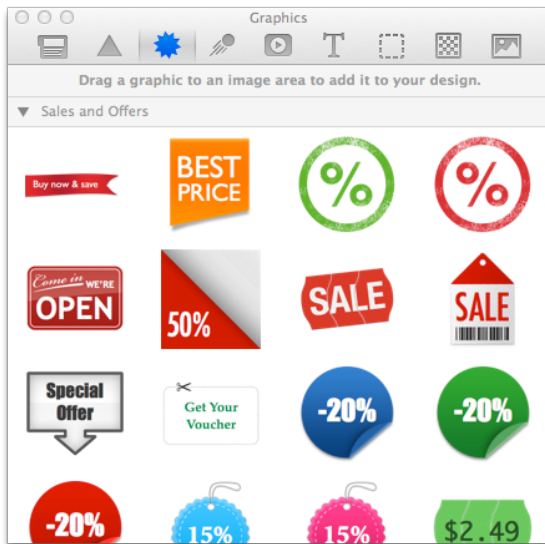 Graphics
Drag a graphic to an image area to add it to your design.
Sales and Offers
Buy now & save
BEST
PRICE
%
%
Come in WE'RE
OPEN
50%
SALE
SALE
Special
Offer
Get Your
Voucher
-20%
-20%
-20%
15%
15%
$2.49